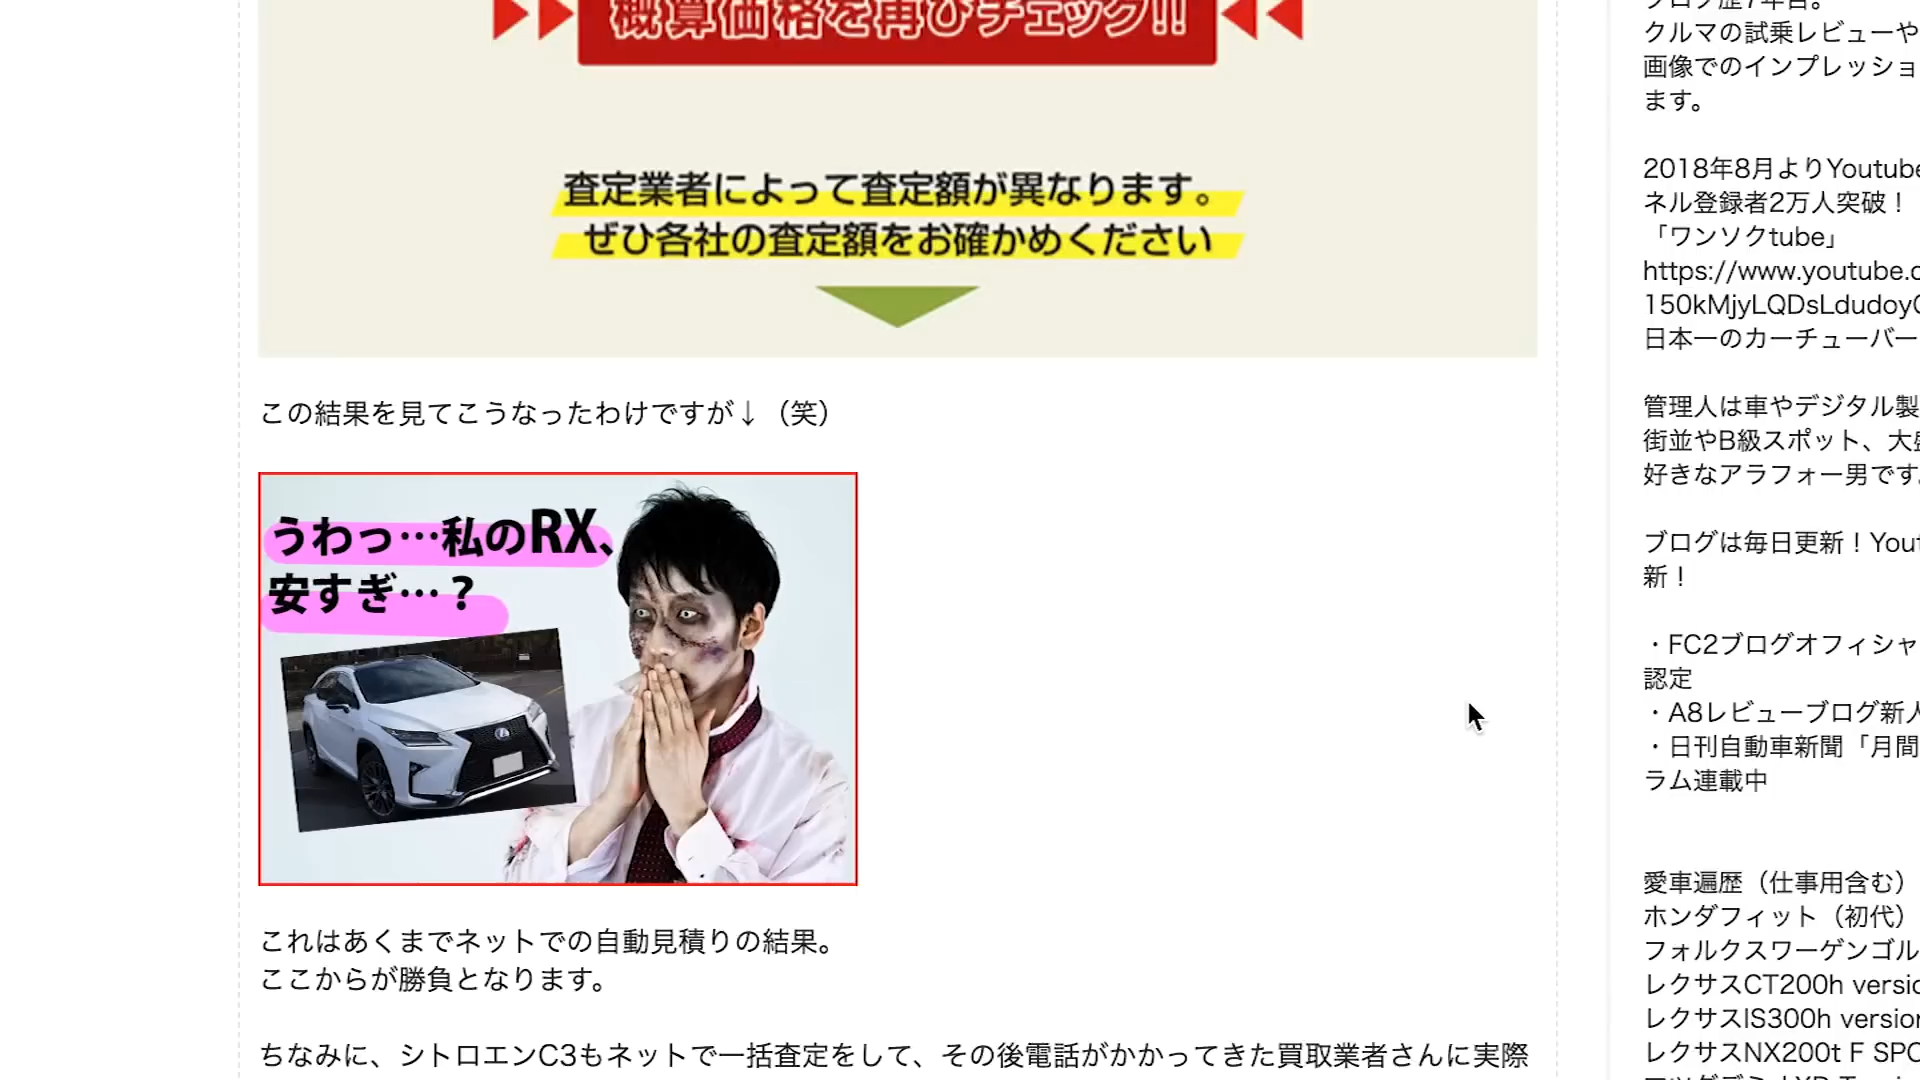 概算価格を再びチェック!!
査定業者によって査定額が異なります。
ぜひ各社の査定額をお確かめください
この結果を見てこうなったわけですが↓（笑）
うわっ…私のRX、
安すぎ…？
これはあくまでネットでの自動見積りの結果。
ここからが勝負となります。
ちなみに、シトロエンC3もネットで一括査定をして、その後電話がかかってきた買取業者さんに実際
ブログ歴7年目。
クルマの試乗レビューや
画像でのインプレッショ
ます。
2018年8月よりYoutube
ネル登録者2万人突破！
「ワンソクtube」
https://www.youtube.c
150kMjyLQDsLdudoy
日本一のカーチューバー
管理人は車やデジタル製
街並やB級スポット、大盛
好きなアラフォー男です。
ブログは毎日更新！Yout
新！
・FC2ブログオフィシャ
認定
・A8レビューブログ新人
・日刊自動車新聞「月間
ラム連載中
愛車遍歴（仕事用含む）
ホンダフィット（初代）
フォルクスワーゲンゴル
レクサスCT200h versio
レクサスIS300h version
レクサスNX200t F SPO